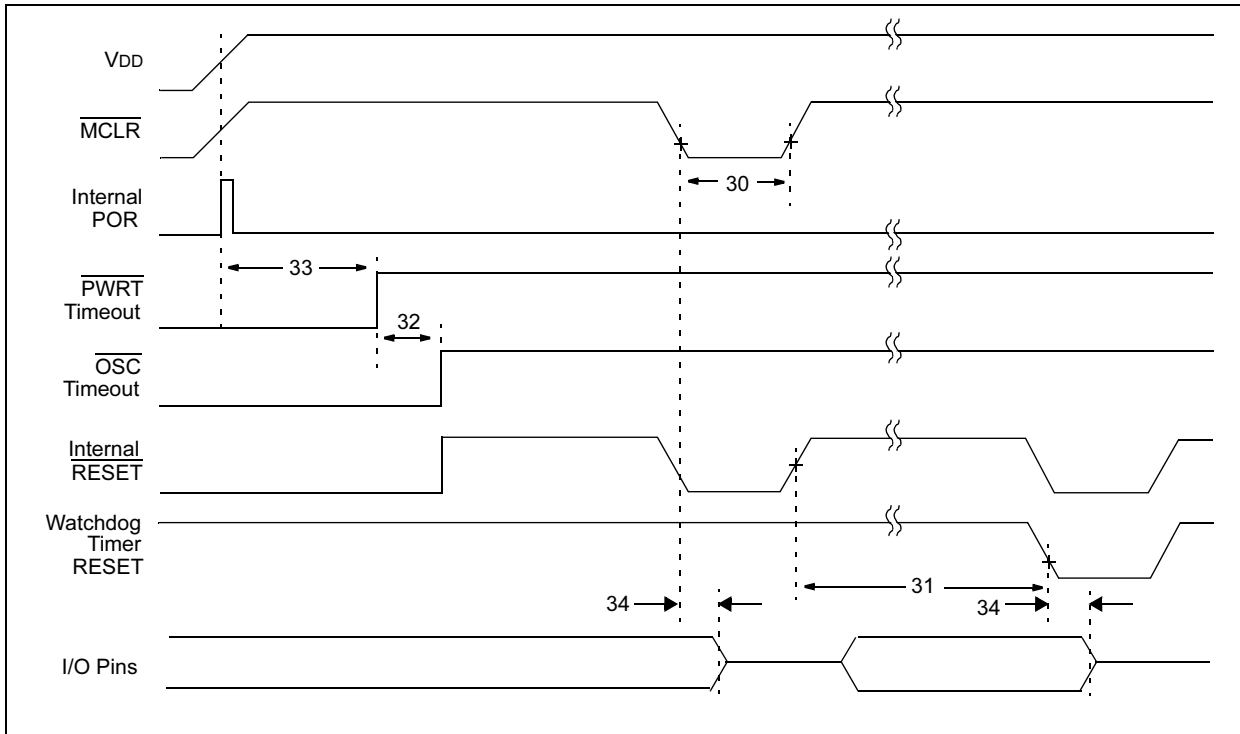 VDD
MCLR
30
Internal
POR
33
PWRT
Timeout
32
OSC
Timeout
Internal
RESET
Watchdog
Timer
RESET
31
34
34
I/O Pins